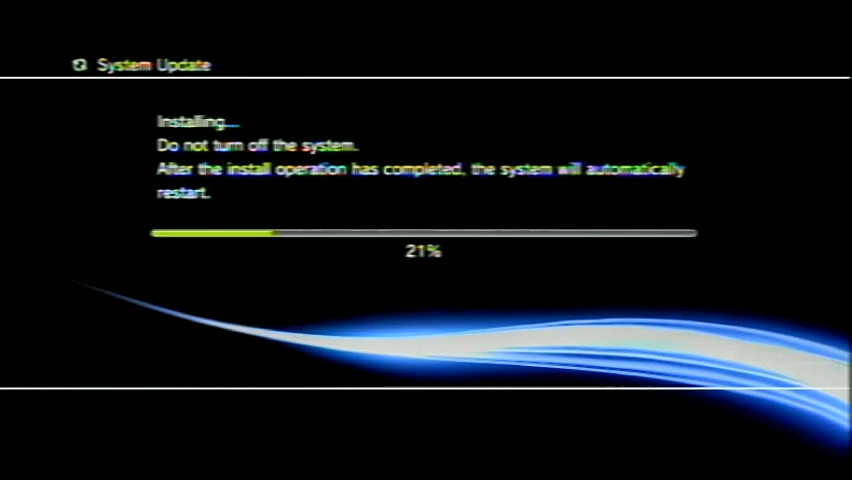 System Update
Installing...
Do not turn off the system.
After the install operation has completed, the system will automatically
restart.
21%